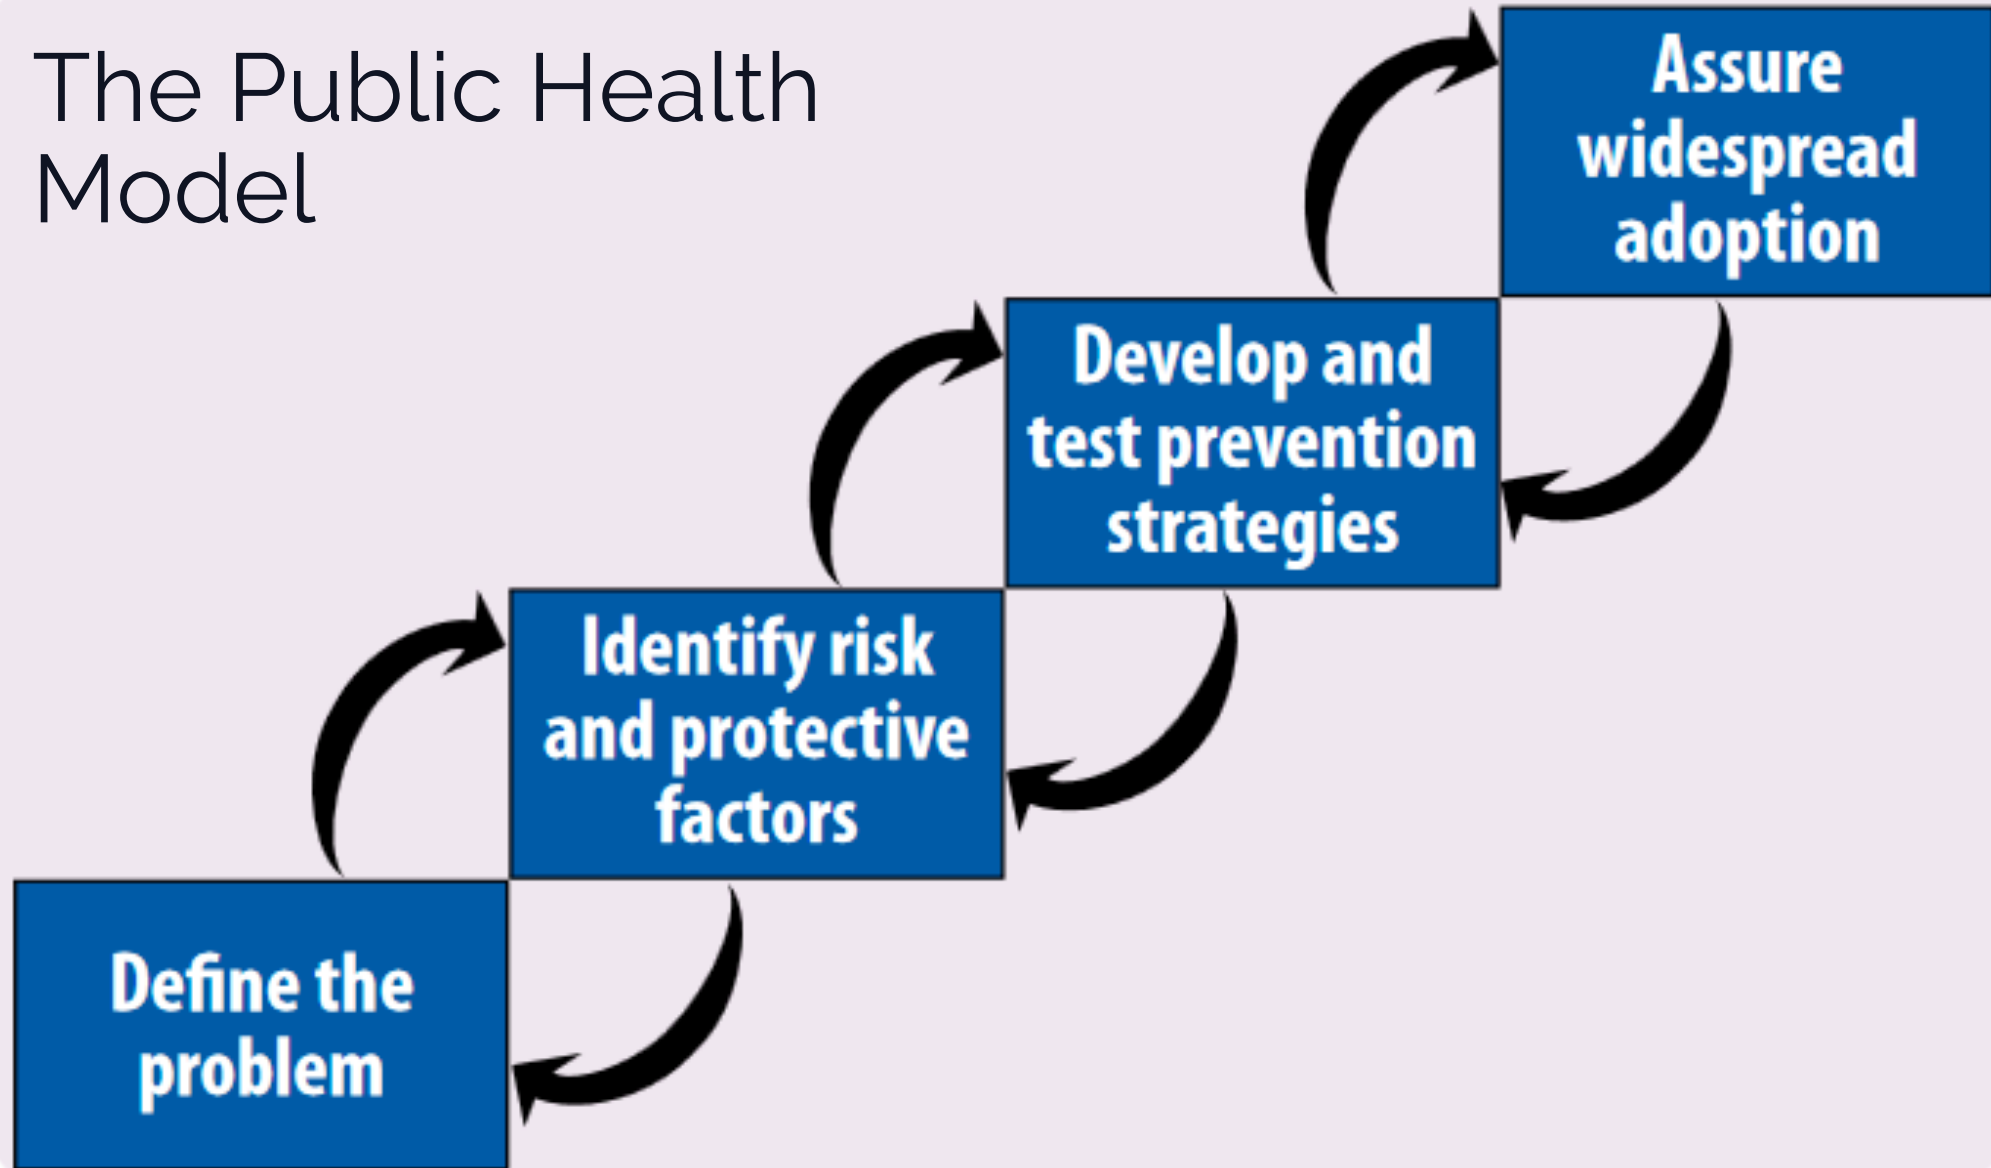 The Public Health
Model
Assure
widespread
adoption
Develop and
test prevention
strategies
Identify risk
and protective
factors
Define the
problem